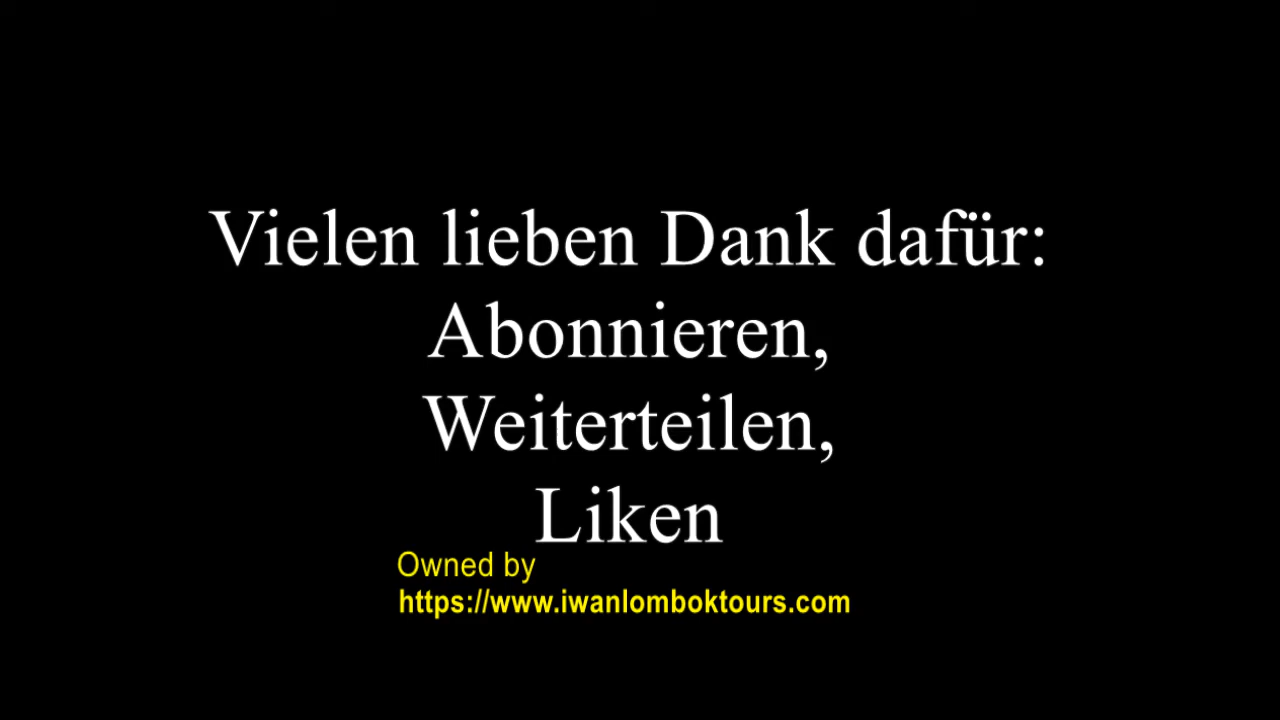 Vielen lieben Dank dafür:
Abonnieren,
Weiterteilen,
Liken
Owned by
https://www.iwanlomboktours.com